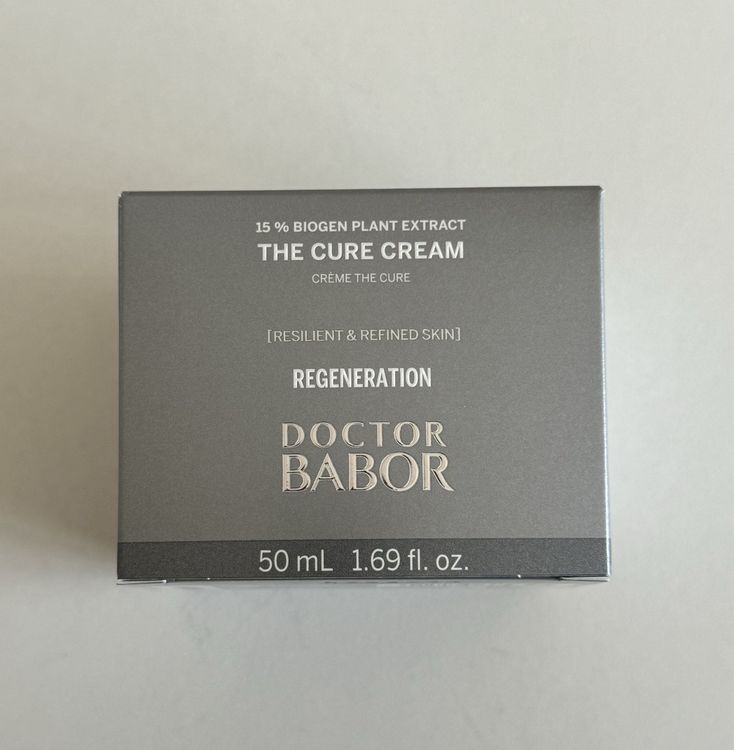 15 % BIOGEN PLANT EXTRACT
THE CURE CREAM
CRÈME THE CURE
[RESILIENT & REFINED SKIN]
REGENERATION
DOCTOR
BABOR
50 mL 1.69 fl. oz.